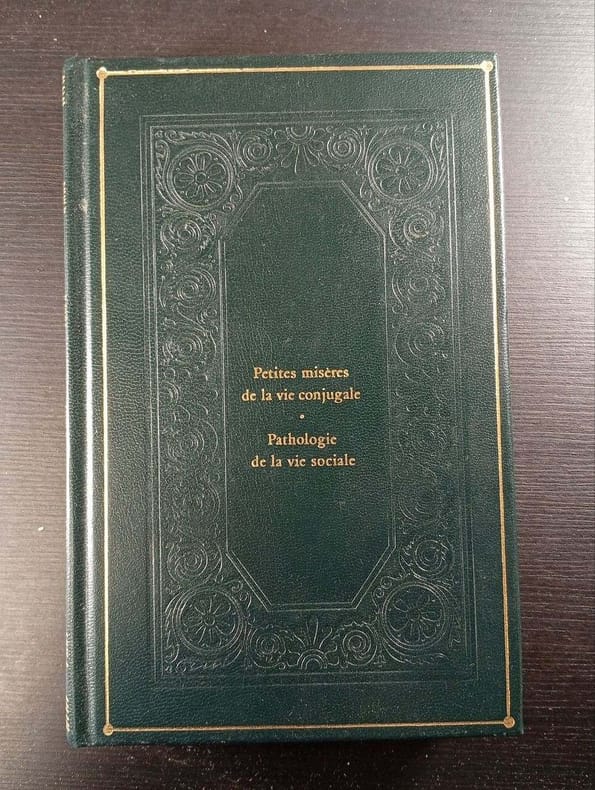 Petites misères
de la vie conjugale
•
Pathologie
de la vie sociale